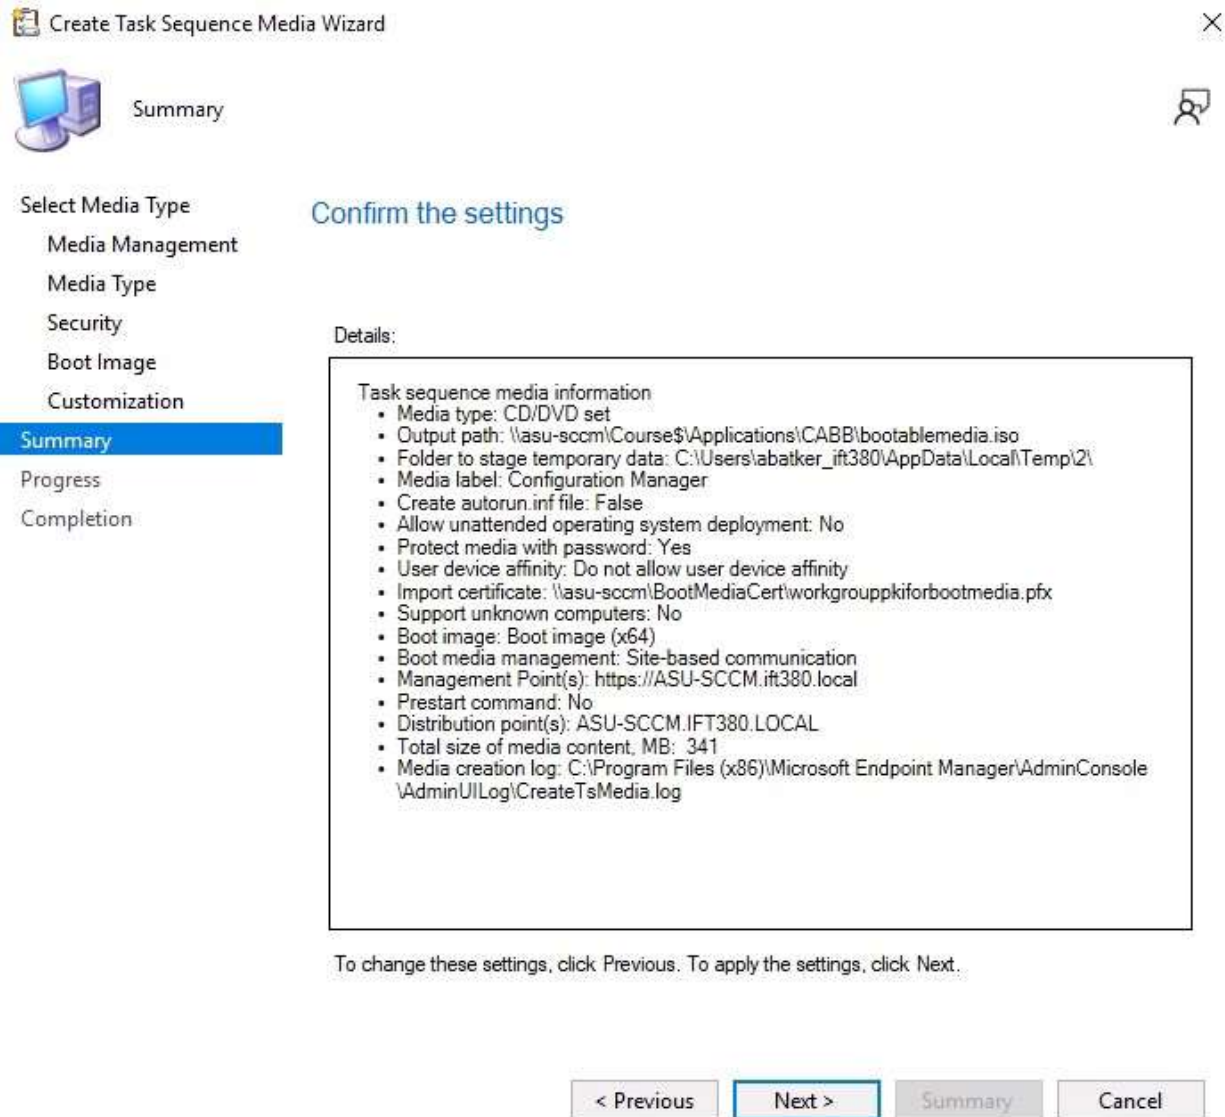 Create Task Sequence Media Wizard
Summary
Select Media Type
Media Management
Media Type
Security
Boot Image
Customization
Summary
Progress
Completion
Confirm the settings
Details:
Task sequence media information
• Media type: CD/DVD set
• Output path: \\asu-sccm\Course$\Applications\CABB\bootablemedia.iso
• Folder to stage temporary data: C:\Users\abatker_ift380\AppData\Local\Temp\2\
• Media label: Configuration Manager
• Create autorun.inf file: False
• Allow unattended operating system deployment: No
• Protect media with password: Yes
• User device affinity: Do not allow user device affinity
• Import certificate: \\asu-sccm\BootMediaCert\workgrouppkiforbootmedia.pfx
• Support unknown computers: No
• Boot image: Boot image (x64)
• Boot media management: Site-based communication
• Management Point(s): https://ASU-SCCM.ift380.local
• Prestart command: No
• Distribution point(s): ASU-SCCM.IFT380.LOCAL
• Total size of media content, MB:  341
• Media creation log: C:\Program Files (x86)\Microsoft Endpoint Manager\AdminConsole
\AdminUILog\CreateTsMedia.log
To change these settings, click Previous. To apply the settings, click Next.
< Previous
Next >
Summary
Cancel